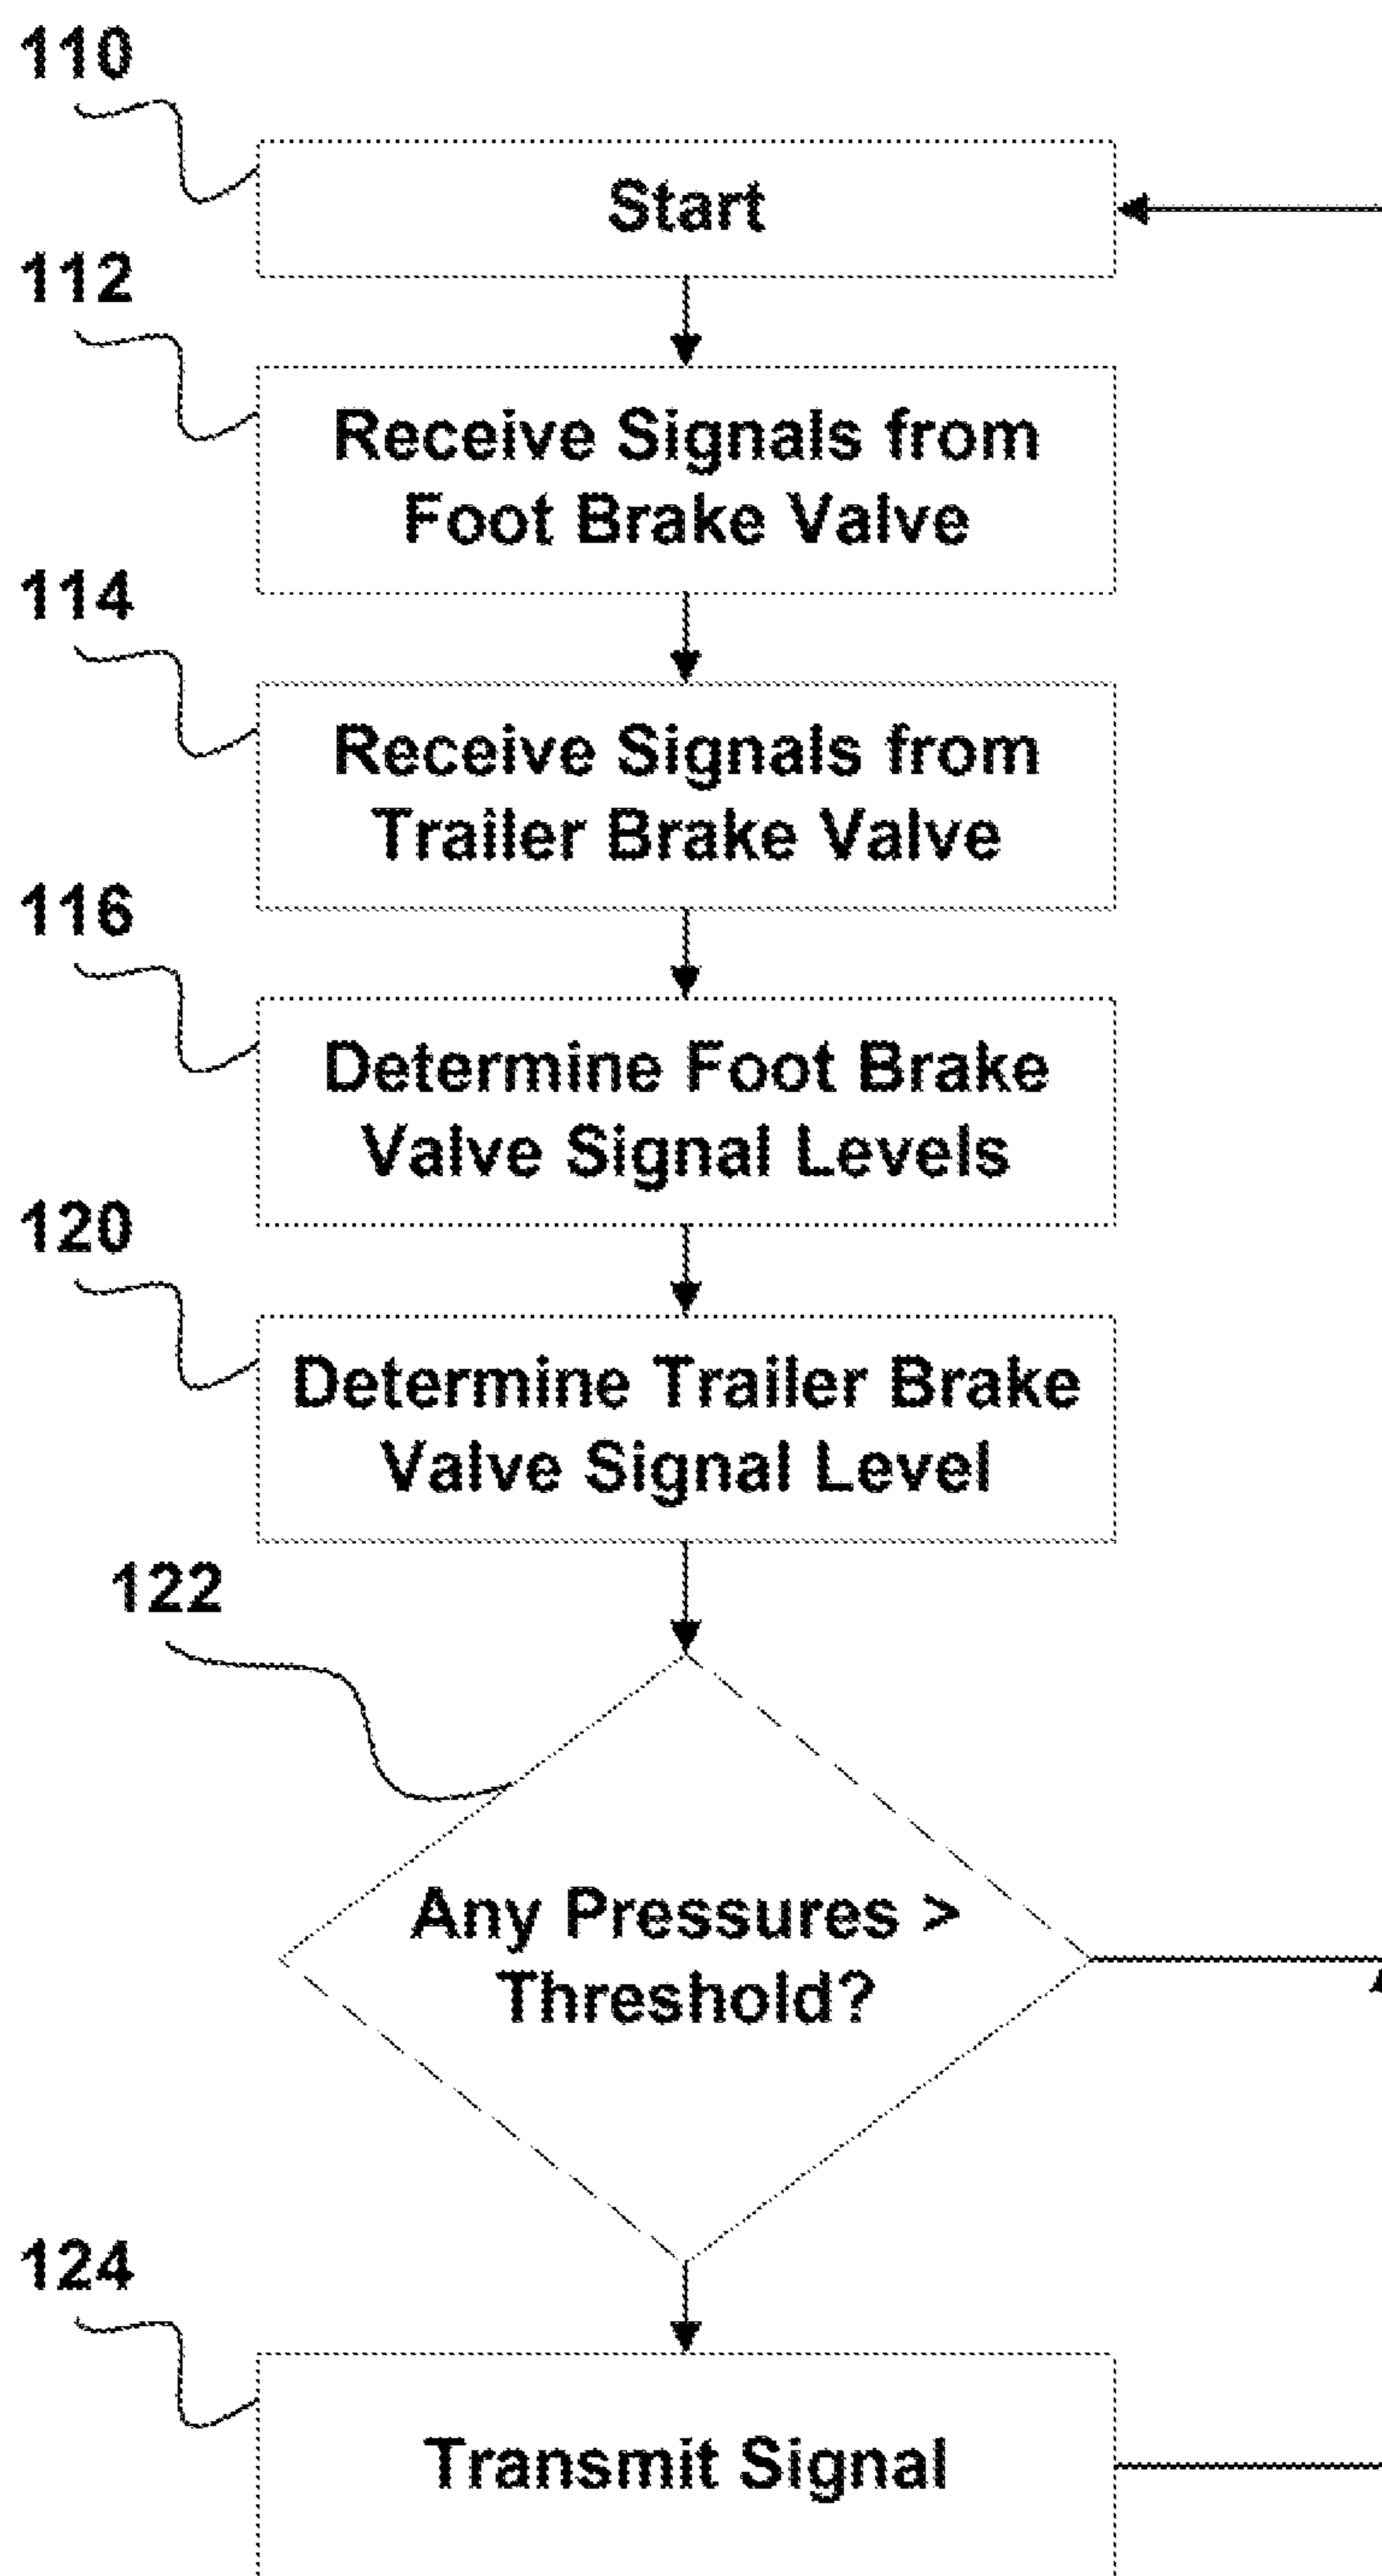 110
Start
112
Receive Signals from
Foot Brake Valve
114
Receive Signals from
Trailer Brake Valve
116
Determine Foot Brake
Valve Signal Levels
120
Determine Trailer Brake
Valve Signal Level
122
Any Pressures >
Threshold?
124
Transmit Signal